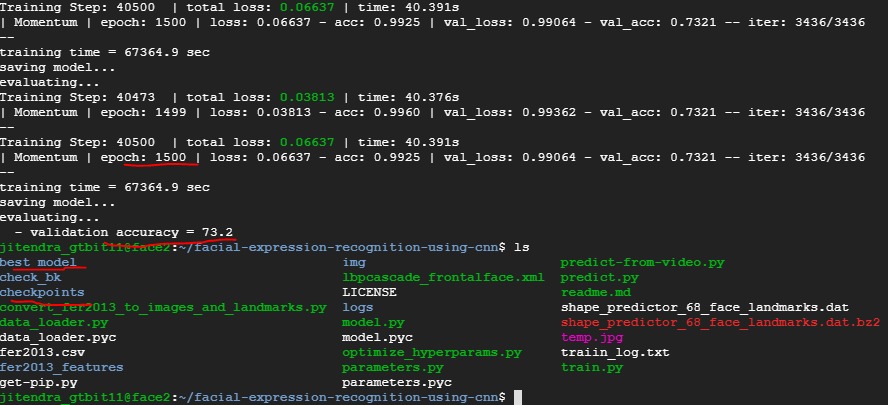 Training Step: 40500  | total loss: 0.06637 | time: 40.391s
| Momentum | epoch: 1500 | loss: 0.06637 - acc: 0.9925 | val_loss: 0.99064 - val_acc: 0.7321 -- iter: 3436/3436
--
training time = 67364.9 sec
saving model...
evaluating...
Training Step: 40473  | total loss: 0.03813 | time: 40.376s
| Momentum | epoch: 1499 | loss: 0.03813 - acc: 0.9960 | val_loss: 0.99362 - val_acc: 0.7321 -- iter: 3436/3436
--
Training Step: 40500  | total loss: 0.06637 | time: 40.391s
| Momentum | epoch: 1500 | loss: 0.06637 - acc: 0.9925 | val_loss: 0.99064 - val_acc: 0.7321 -- iter: 3436/3436
--
training time = 67364.9 sec
saving model...
evaluating...
  - validation accuracy = 73.2
jitendra_gtbit11@face2:~/facial-expression-recognition-using-cnn$ ls
best_model img predict-from-video.py
check_bk lbpcascade_frontalface.xml predict.py
checkpoints LICENSE readme.md
convert_fer2013_to_images_and_landmarks.py logs shape_predictor_68_face_landmarks.dat
data_loader.py model.py shape_predictor_68_face_landmarks.dat.bz2
data_loader.pyc model.pyc temp.jpg
fer2013.csv optimize_hyperparams.py traiin_log.txt
fer2013_features parameters.py train.py
get-pip.py parameters.pyc
jitendra_gtbit11@face2:~/facial-expression-recognition-using-cnn$